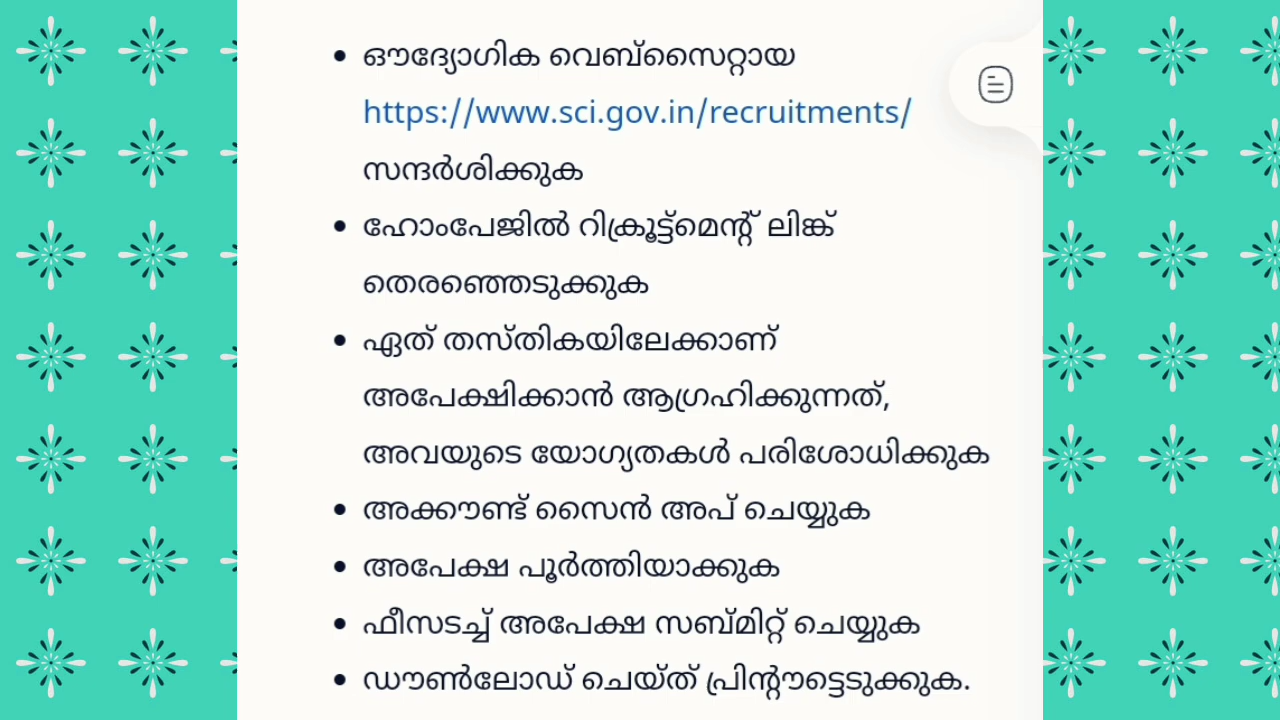 • ഔദ്യോഗിക വെബ്സൈറ്റായ
https://www.sci.gov.in/recruitments/
സന്ദർശിക്കുക
• ഹോംപേജിൽ റിക്രൂട്ട്മെന്റ് ലിങ്ക്
തെരഞ്ഞെടുക്കുക
• ഏത് തസ്തികയിലേക്കാണ്
അപേക്ഷിക്കാൻ ആഗ്രഹിക്കുന്നത്,
അവയുടെ യോഗ്യതകൾ പരിശോധിക്കുക
• അക്കൗണ്ട് സൈൻ അപ് ചെയ്യുക
• അപേക്ഷ പൂർത്തിയാക്കുക
• ഫീസടച്ച് അപേക്ഷ സബ്മിറ്റ് ചെയ്യുക
• ഡൗൺലോഡ് ചെയ്ത് പ്രിന്റൗട്ടെടുക്കുക.